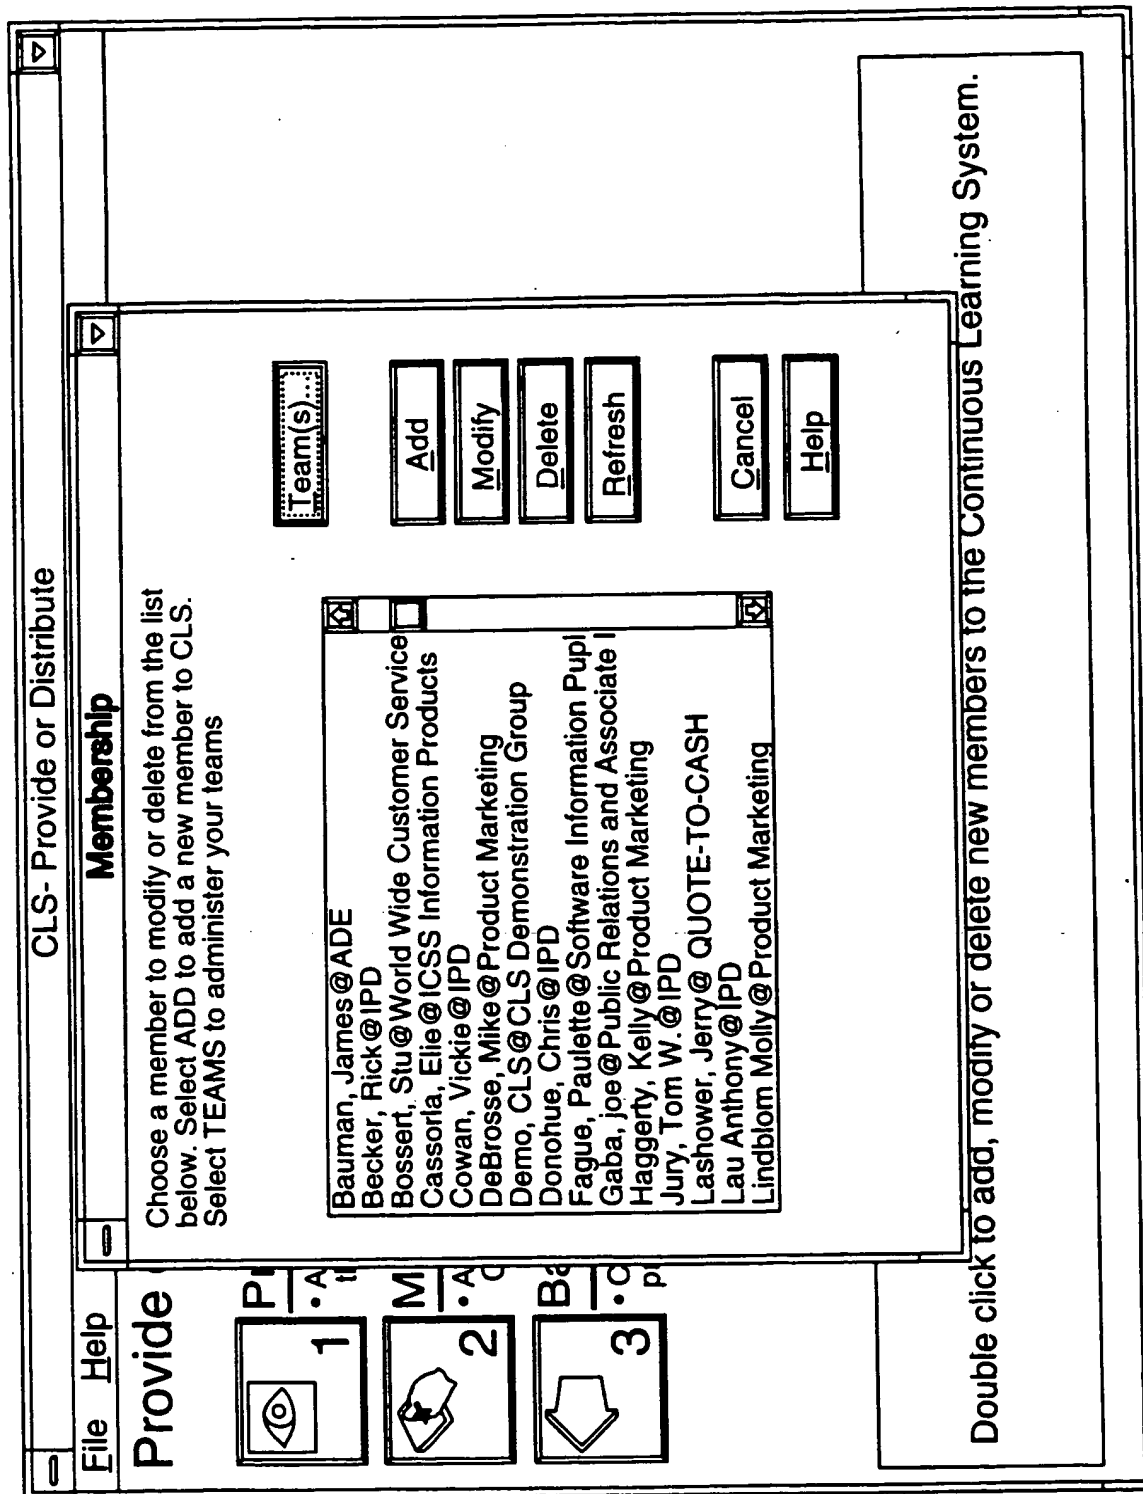 CLS- Provide or Distribute
File Help
Membership
Provide
Choose a member to modify or delete from the list
below. Select ADD to add a new member to CLS.
Select TEAMS to administer your teams
Team(s)...
1
2
3
M
Ba
Bauman, James@ADE
Becker, Rick@IPD
Bossert, Stu@World Wide Customer Service
Cassorla, Elie@ICSS Information Products
Cowan, Vickie@IPD
DeBrosse, Mike@Product Marketing
Demo, CLS@CLS Demonstration Group
Donohue, Chris@IPD
Fague, Paulette@Software Information Pupl
Gaba, joe@Public Relations and Associate I
Haggerty, Kelly@Product Marketing
Jury, Tom W.@IPD
Lashower, Jerry@ QUOTE-TO-CASH
Lau Anthony@IPD
Lindblom Molly@Product Marketing
Add
Modify
Delete
Refresh
Cancel
Help
Double click to add, modify or delete new members to the Continuous Learning System.